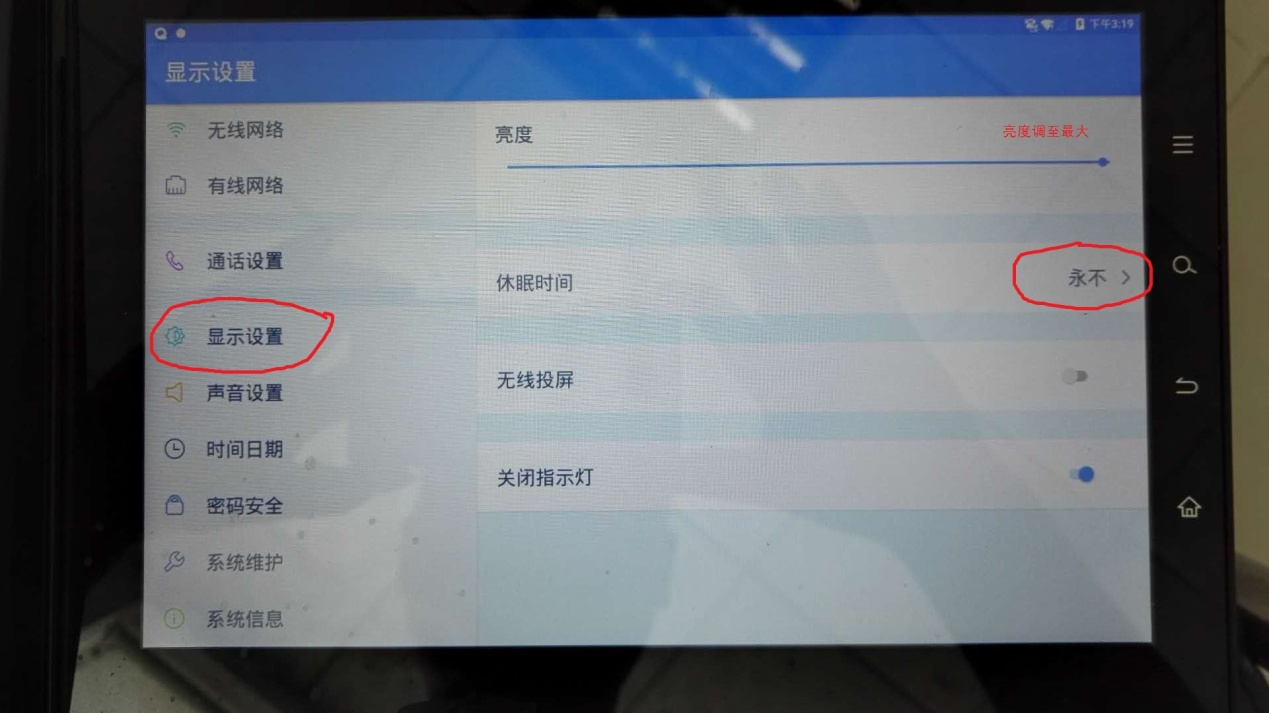 下午3:19
显示设置
无线网络
有线网络
通话设置
显示设置
声音设置
时间日期
密码安全
系统维护
系统信息
亮度
亮度调至最大
休眠时间
永不
无线投屏
关闭指示灯